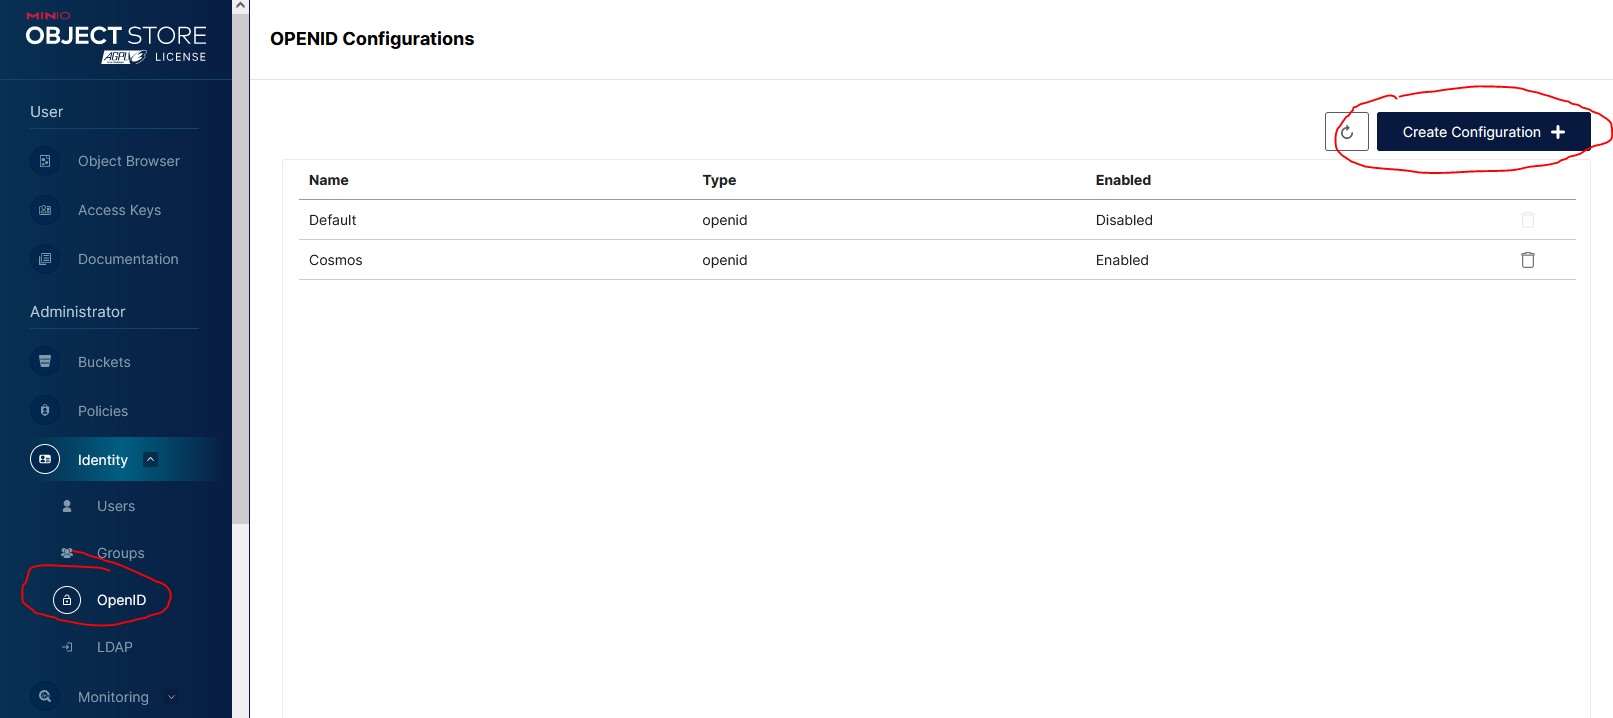 MINIO
OBJECT STORE
AGPLv3 LICENSE
User
Object Browser
Access Keys
Documentation
Administrator
Buckets
Policies
Identity
Users
Groups
OpenID
LDAP
Monitoring
OPENID Configurations
Create Configuration
Name Type Enabled
Default openid Disabled
Cosmos openid Enabled